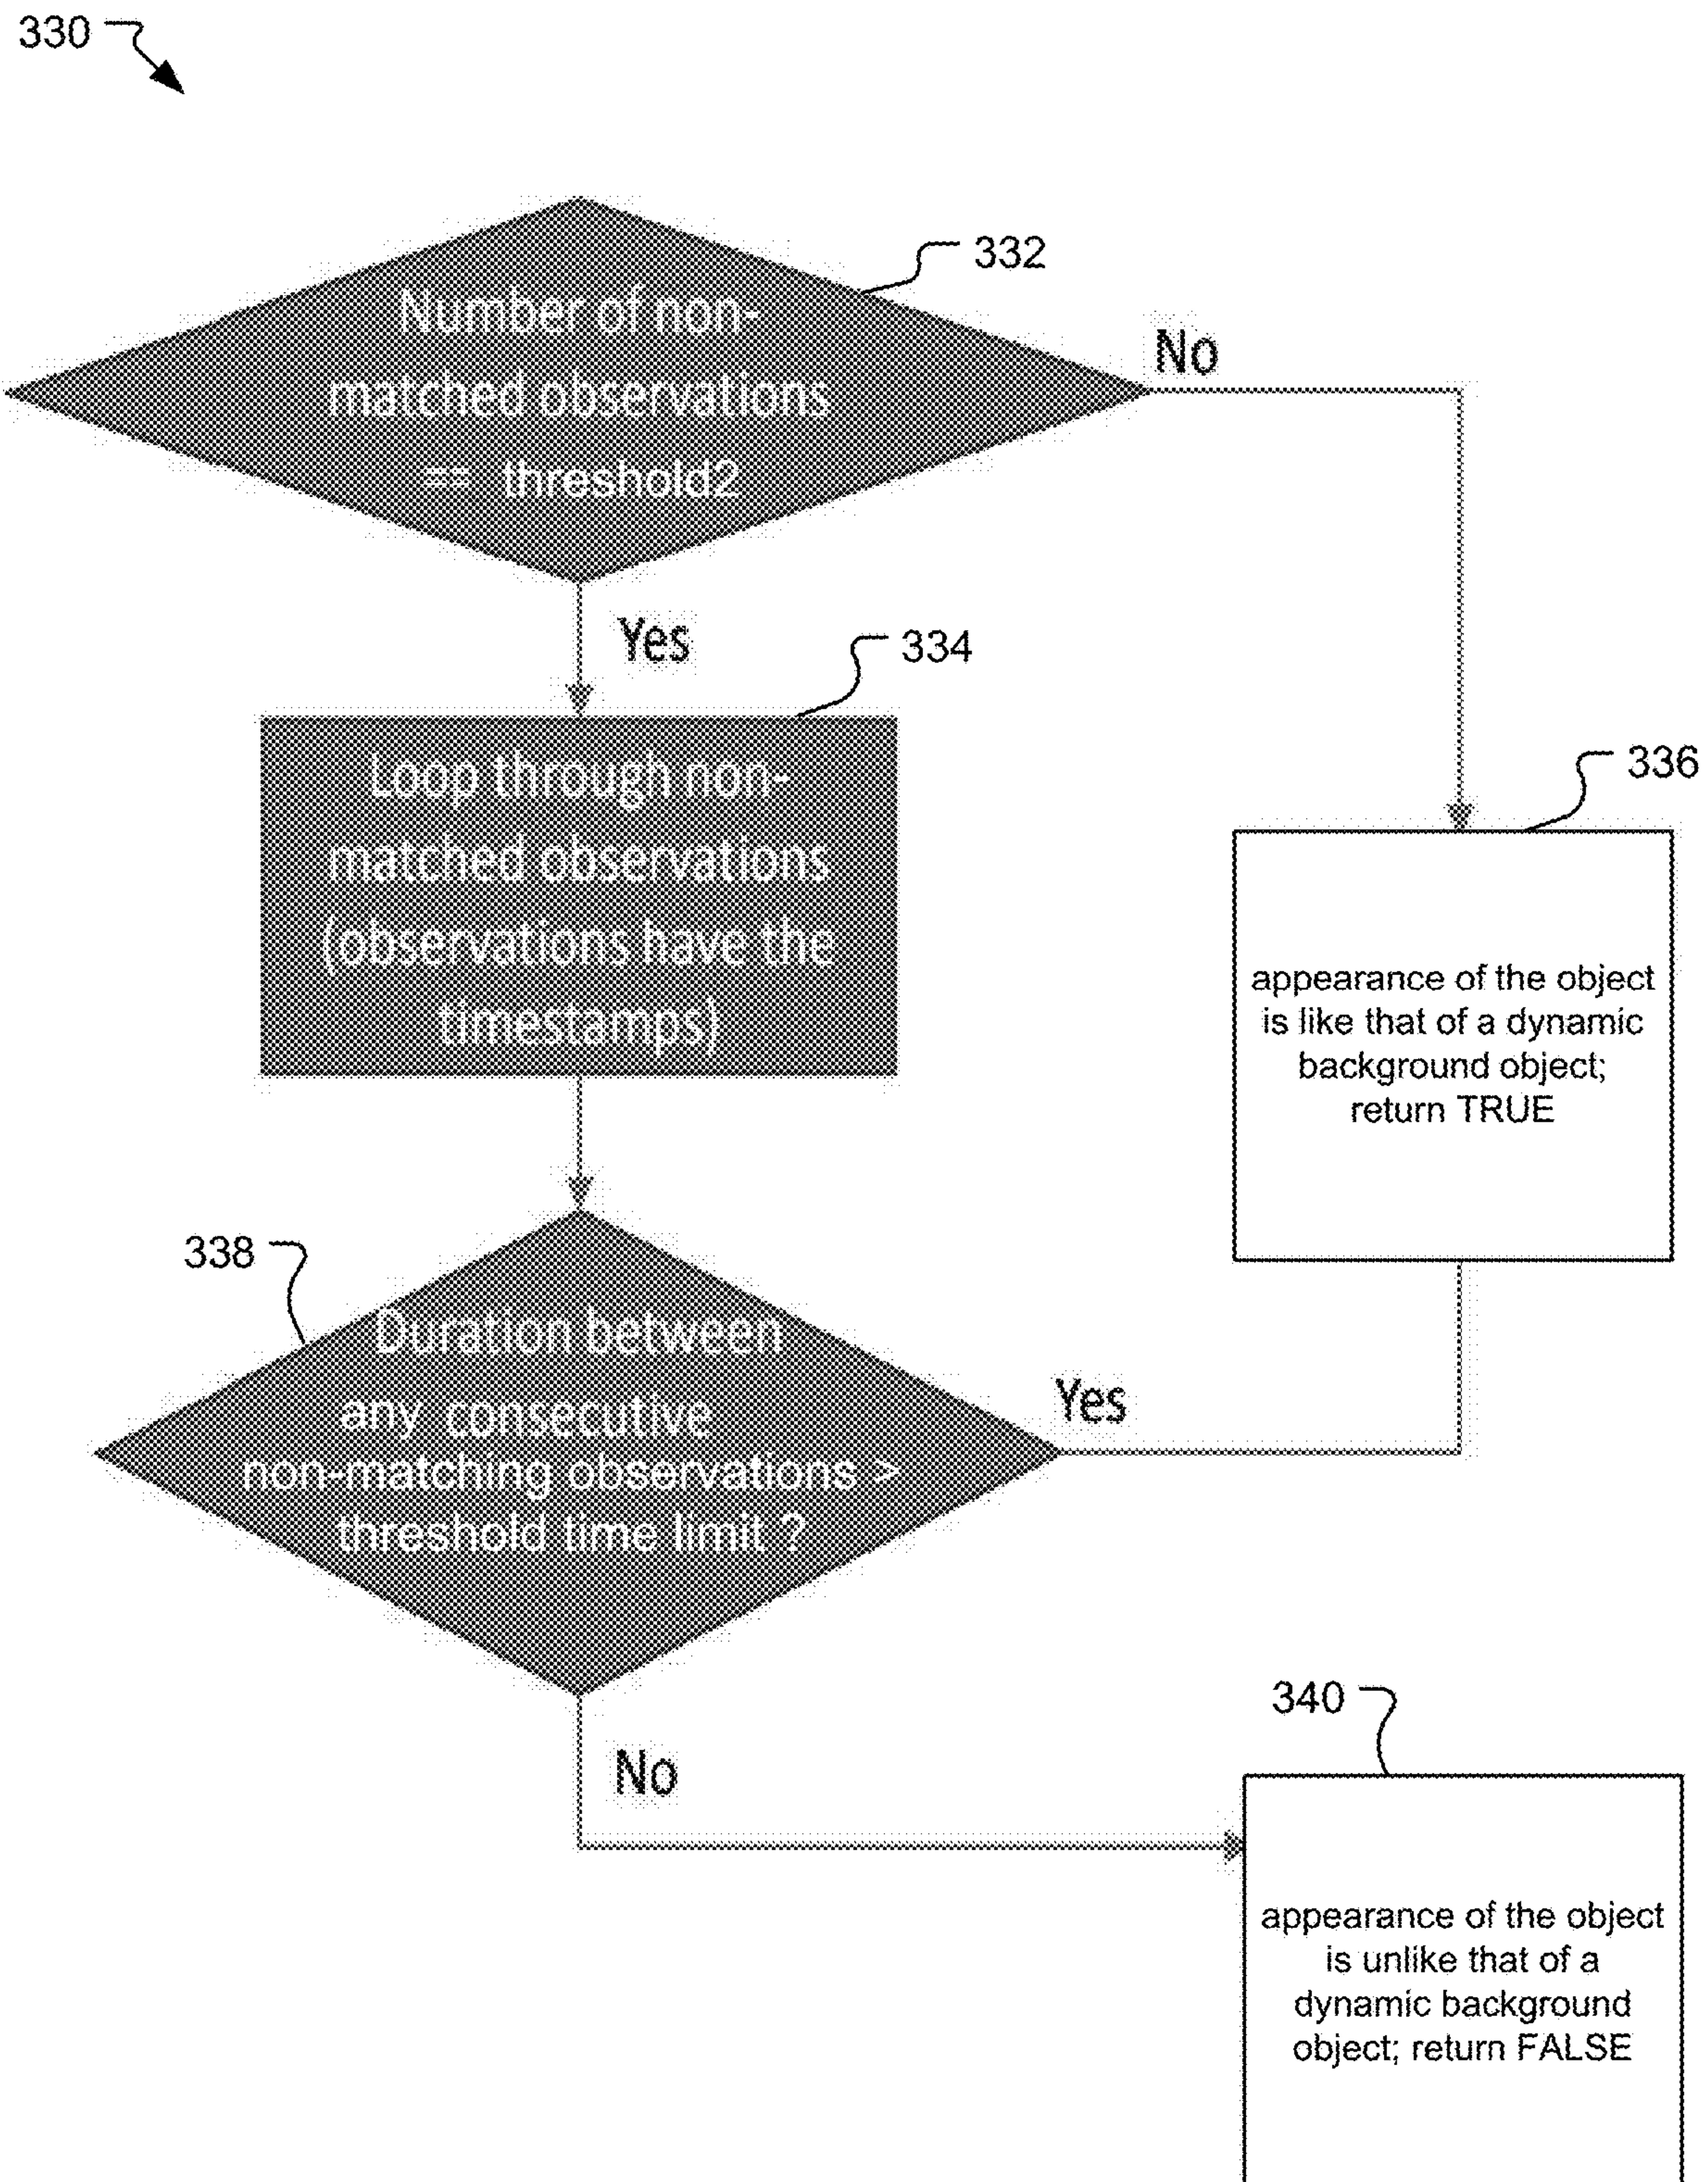 330
332
Number of non-
matched observations
== threshold2
No
Yes
334
Loop through non-
matched observations
(observations have the
timestamps)
336
appearance of the object
is like that of a dynamic
background object;
return TRUE
338
Duration between
any consecutive
non-matching observations >
threshold time limit ?
Yes
No
340
appearance of the object
is unlike that of a
dynamic background
object; return FALSE